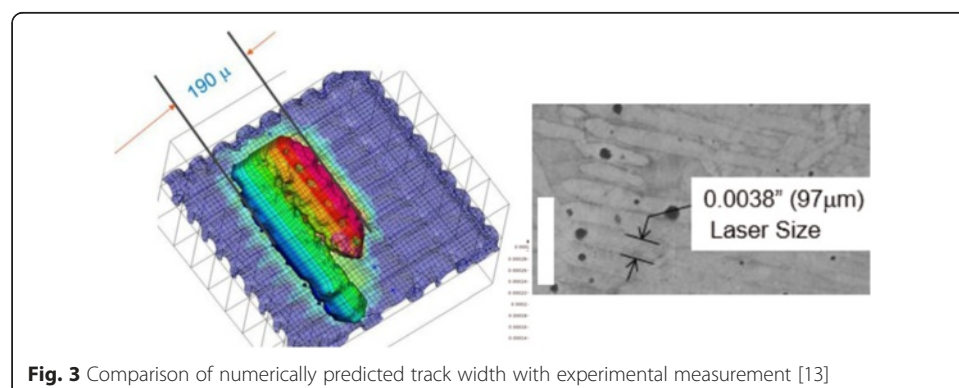 190 µ
0.0038" (97µm)
Laser Size
Fig. 3 Comparison of numerically predicted track width with experimental measurement [13]